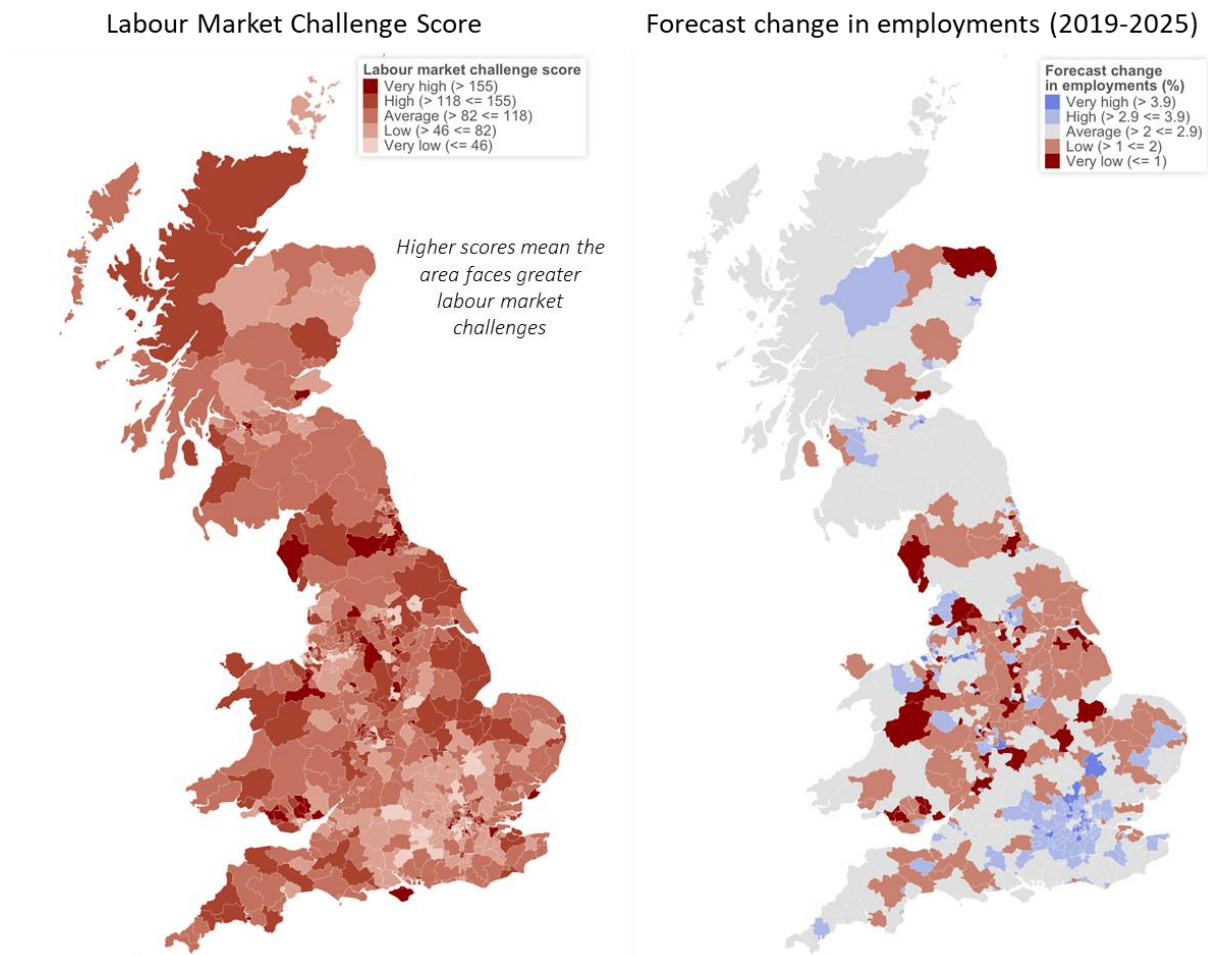 Labour Market Challenge Score
Forecast change in employments (2019-2025)
Labour market challenge score
Very high (> 155)
High (> 118 <= 155)
Average (> 82 <= 118)
Low (> 46 <= 82)
Very low (<= 46)
Higher scores mean the
area faces greater
labour market
challenges
Forecast change
in employments (%)
Very high (> 3.9)
High (> 2.9 <= 3.9)
Average (> 2 <= 2.9)
Low (> 1 <= 2)
Very low (<= 1)